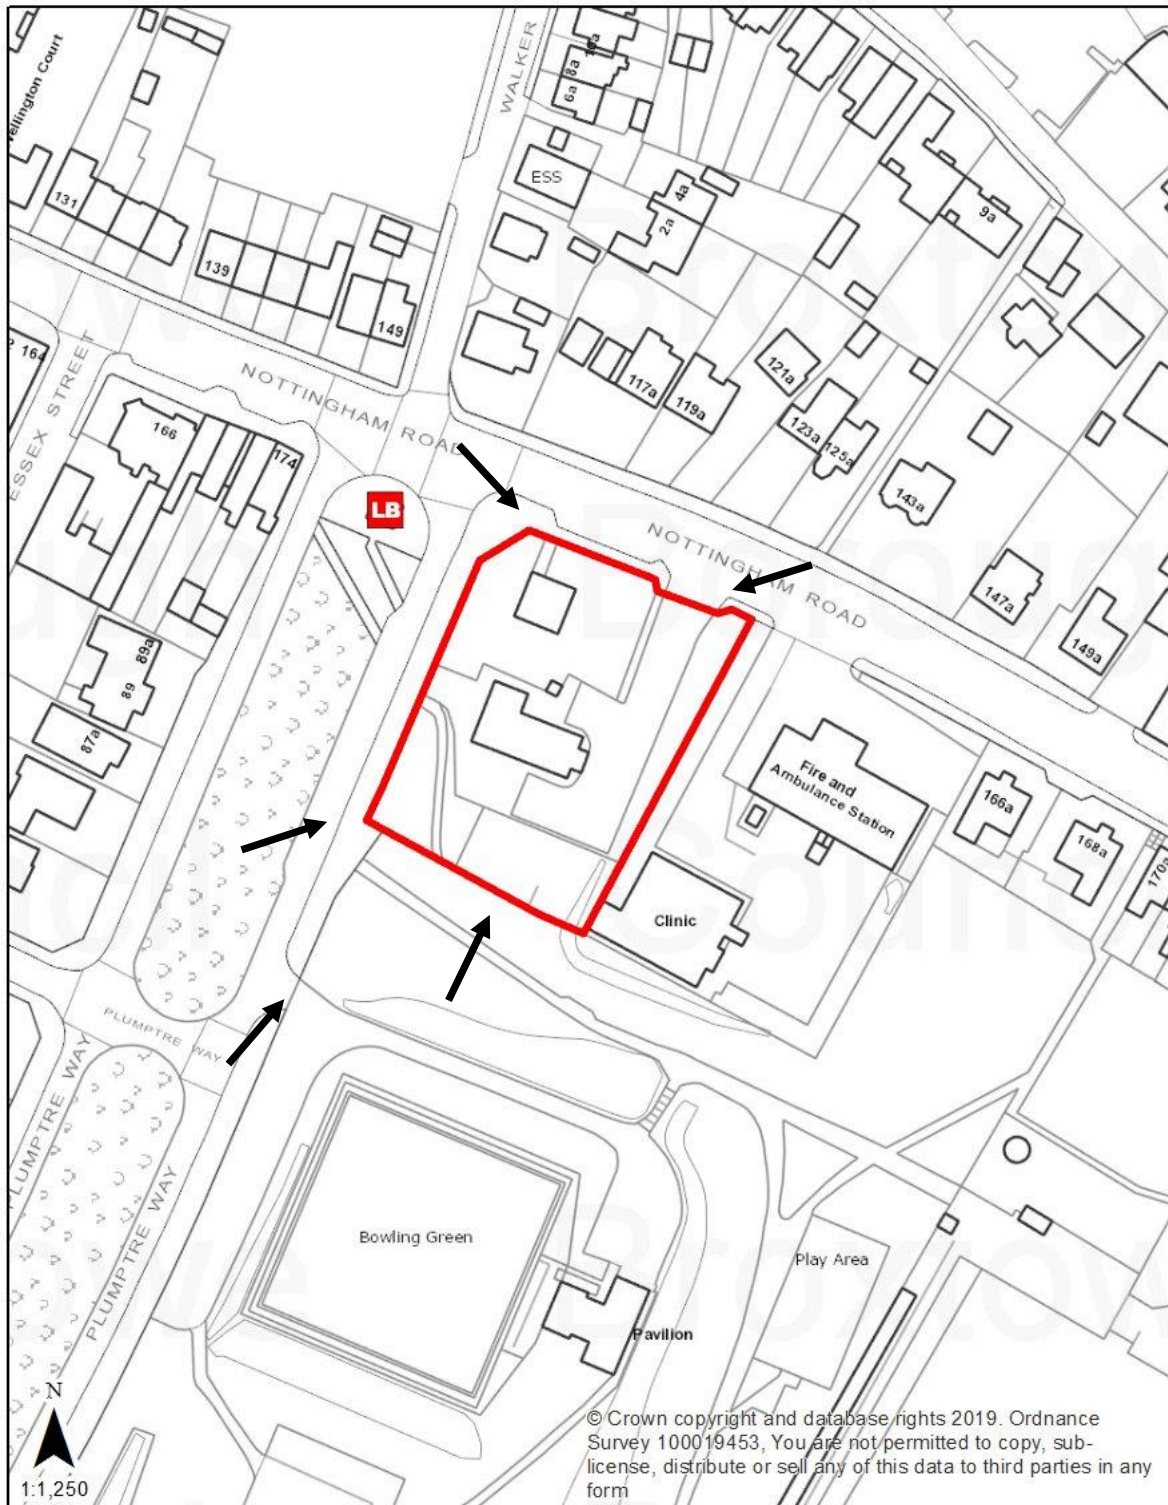 Wellington Court
WALKER
10a
8a
6a
ESS
4a
2a
9a
131
139
149
164
ESSEX STREET
NOTTINGHAM ROAD
117a
119a
121a
123a
125a
166
174
LB
143a
NOTTINGHAM ROAD
147a
149a
89a
89
87a
Fire and
Ambulance Station
166a
168a
170a
Clinic
PLUMPTRE WAY
PLUMPTRE WAY
PLUMPTRE WAY
Bowling Green
Play Area
Pavilion
N
1:1,250
© Crown copyright and database rights 2019. Ordnance
Survey 100019453, You are not permitted to copy, sub-
license, distribute or sell any of this data to third parties in any
form